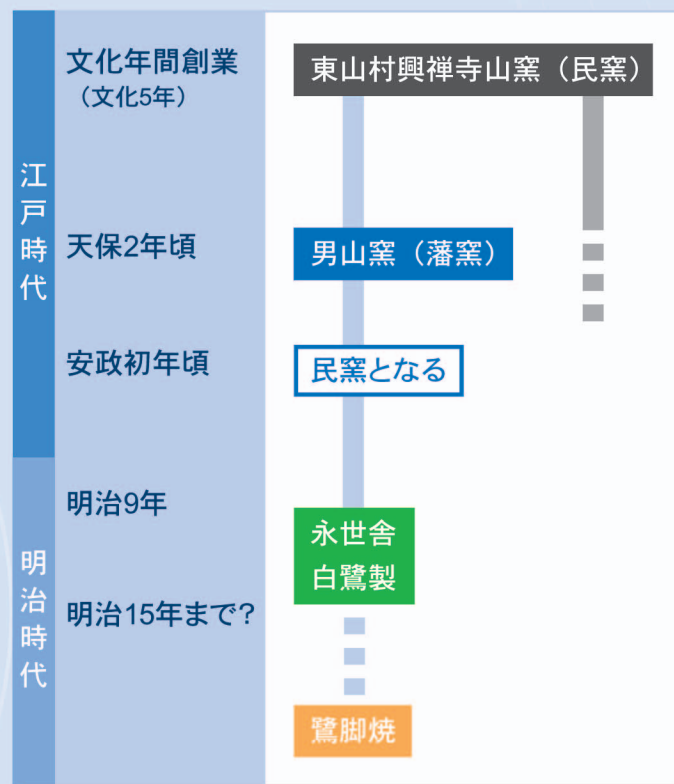 江戸時代
文化年間創業
(文化5年)
東山村興禅寺山窯（民窯）
天保2年頃
男山窯（藩窯）
安政初年頃
民窯となる
明治時代
明治9年
永世舎
白鷺製
明治15年まで?
鷺脚焼